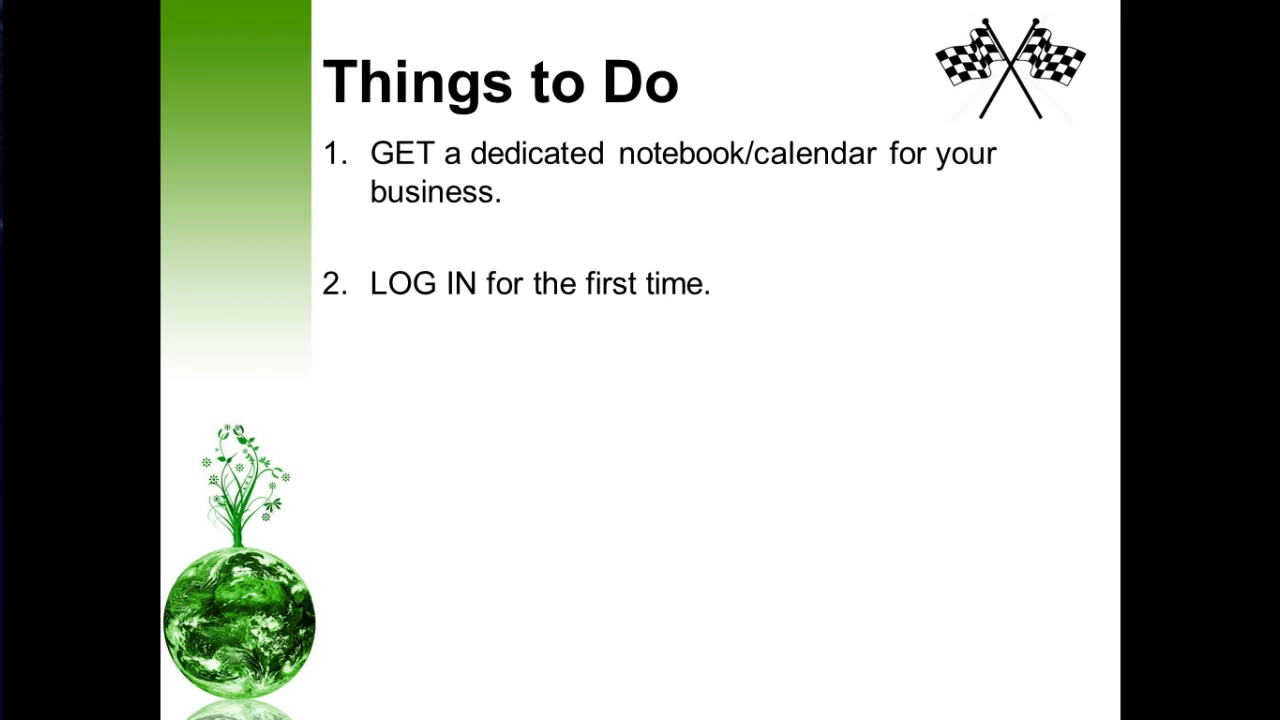 Things to Do
1. GET a dedicated notebook/calendar for your
business.
2. LOG IN for the first time.